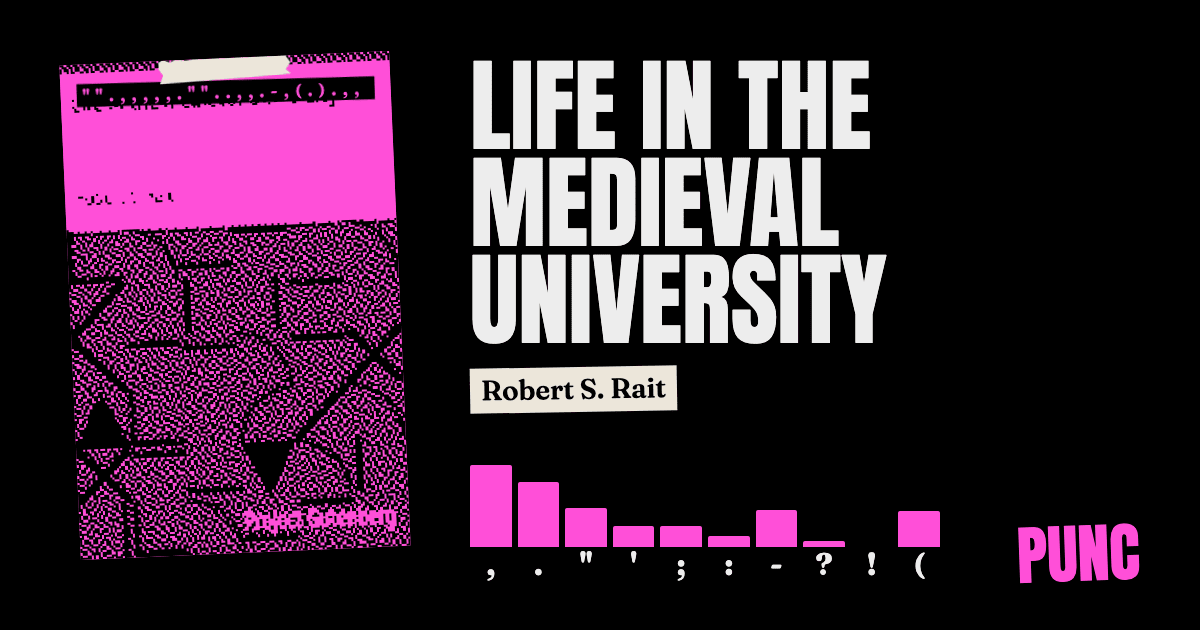 "".,,,,,."".,,,.-,(.).,,
Project Gutenberg
LIFE IN THE
MEDIEVAL
UNIVERSITY
Robert S. Rait
, . " ' ; : - ? ! (
PUNC